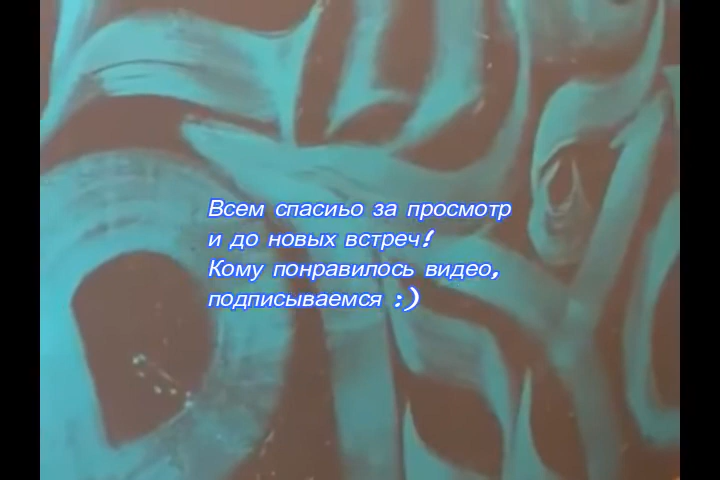 Всем спасиьо за просмотр
и до новых встреч!
Кому понравилось видео,
подписываемся :)